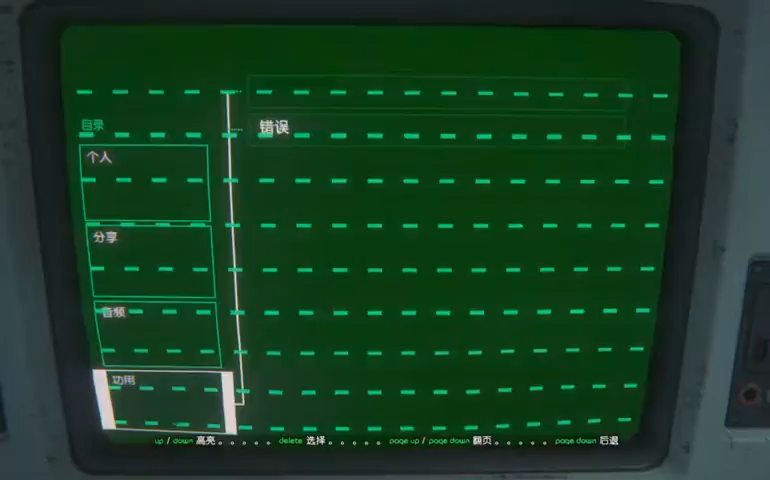 目录
错误
个人
分享
音频
功用
up / down 高亮。。。。。delete 选择。。。。。page up / page down 翻页。。。。。page down 后退